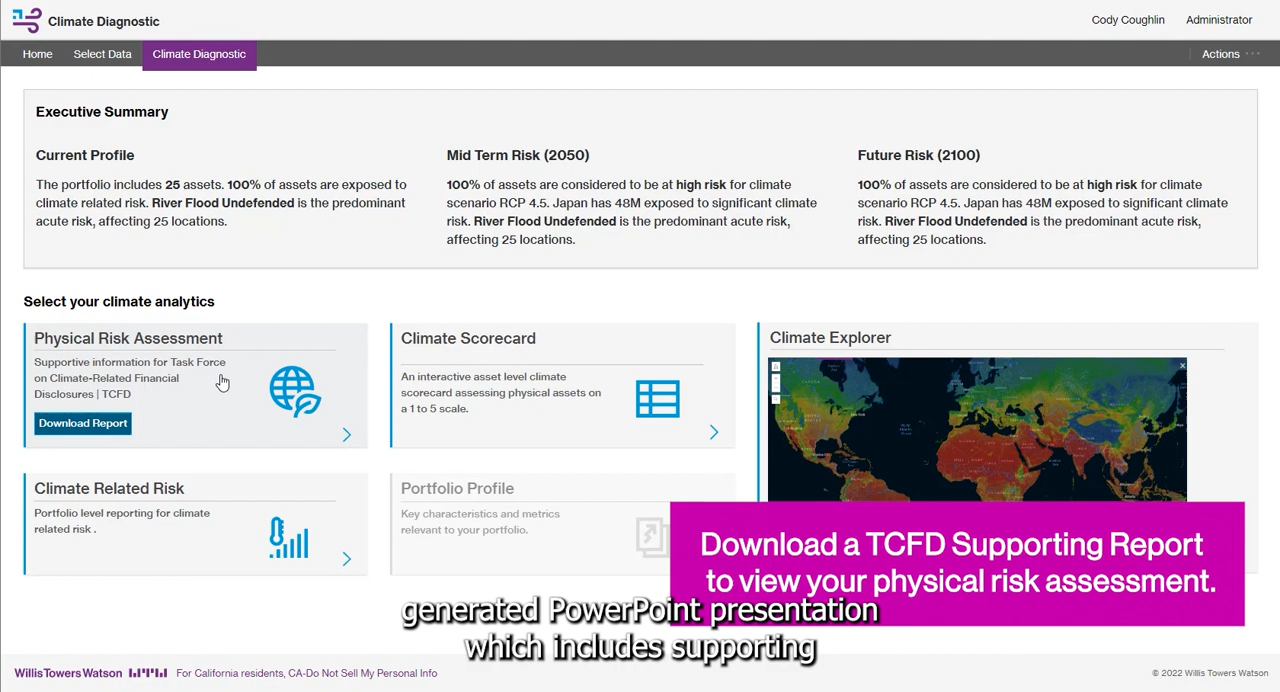 Climate Diagnostic
Cody Coughlin Administrator
Home Select Data Climate Diagnostic Actions
Executive Summary
Current Profile
The portfolio includes 25 assets. 100% of assets are exposed to
climate related risk. River Flood Undefended is the predominant
acute risk, affecting 25 locations.
Mid Term Risk (2050)
100% of assets are considered to be at high risk for climate
scenario RCP 4.5. Japan has 48M exposed to significant climate
risk. River Flood Undefended is the predominant acute risk,
affecting 25 locations.
Future Risk (2100)
100% of assets are considered to be at high risk for climate
scenario RCP 4.5. Japan has 48M exposed to significant climate
risk. River Flood Undefended is the predominant acute risk,
affecting 25 locations.
Select your climate analytics
Physical Risk Assessment
Supportive information for Task Force
on Climate-Related Financial
Disclosures | TCFD
Download Report
Climate Scorecard
An interactive asset level climate
scorecard assessing physical assets on
a 1 to 5 scale.
Climate Explorer
Climate Related Risk
Portfolio level reporting for climate
related risk .
Portfolio Profile
Key characteristics and metrics
relevant to your portfolio.
Download a TCFD Supporting Report
to view your physical risk assessment.
generated PowerPoint presentation
which includes supporting
WillisTowersWatson For California residents, CA-Do Not Sell My Personal Info
© 2022 Willis Towers Watson